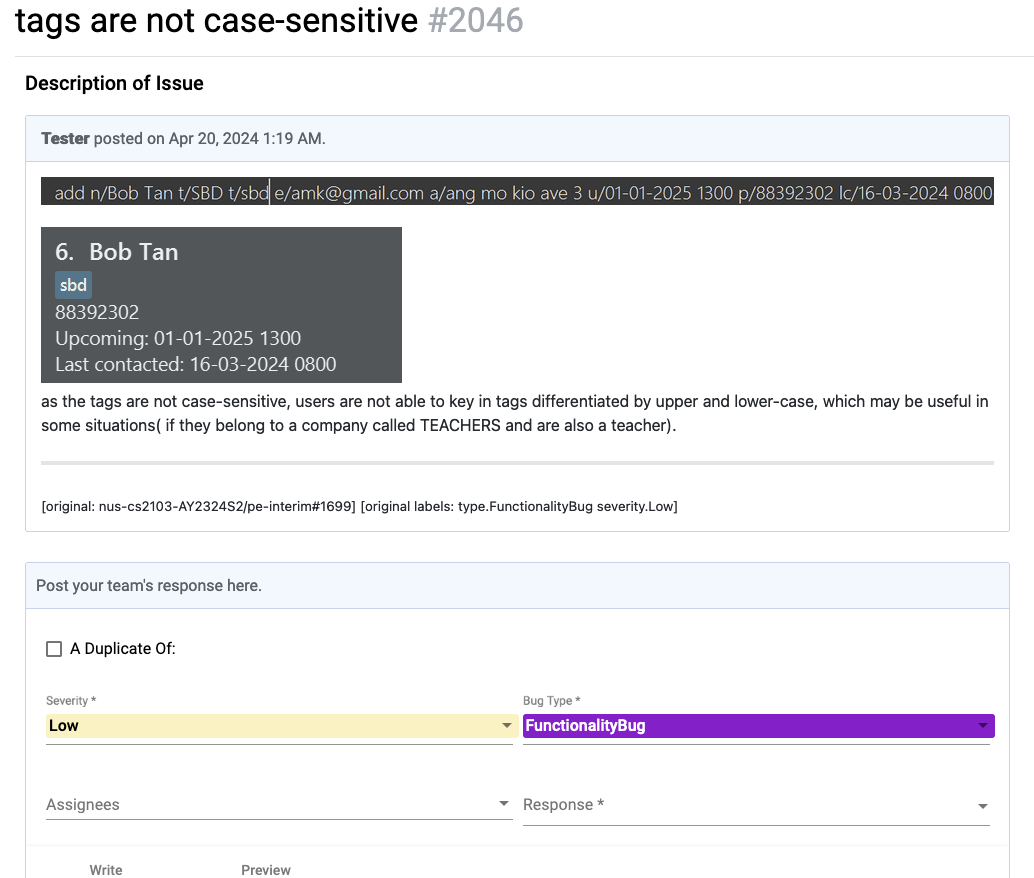 tags are not case-sensitive #2046
Description of Issue
Tester posted on Apr 20, 2024 1:19 AM.
add n/Bob Tan t/SBD t/sbd e/amk@gmail.com a/ang mo kio ave 3 u/01-01-2025 1300 p/88392302 lc/16-03-2024 0800
6. Bob Tan
sbd
88392302
Upcoming: 01-01-2025 1300
Last contacted: 16-03-2024 0800
as the tags are not case-sensitive, users are not able to key in tags differentiated by upper and lower-case, which may be useful in
some situations( if they belong to a company called TEACHERS and are also a teacher).
[original: nus-cs2103-AY2324S2/pe-interim#1699] [original labels: type.FunctionalityBug severity.Low]
Post your team's response here.
A Duplicate Of:
Severity *
Bug Type *
Low
FunctionalityBug
Assignees
Response *
Write
Preview